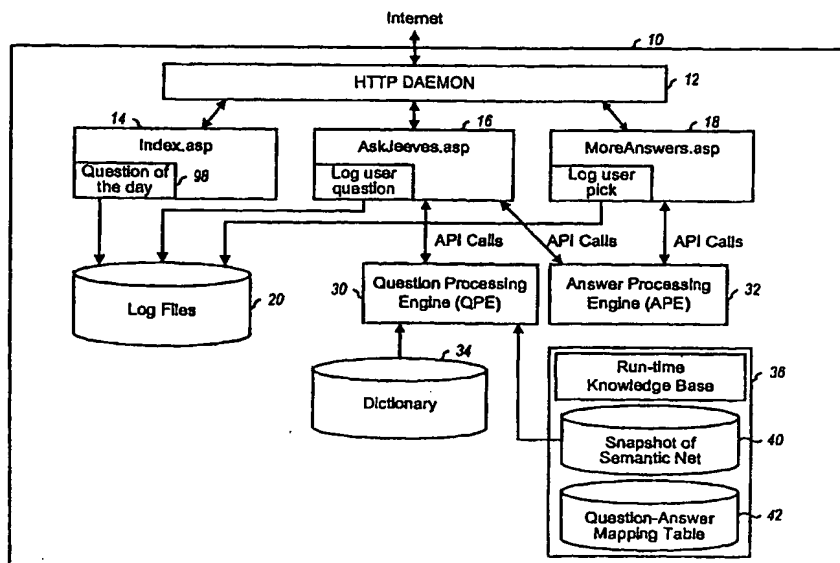 Internet
10
HTTP DAEMON
12
14
Index.asp
Question of
the day
98
16
AskJeeves.asp
Log user
question
18
MoreAnswers.asp
Log user
pick
API Calls
API Calls
API Calls
Log Files
20
30
Question Processing
Engine (QPE)
Answer Processing
Engine (APE)
32
34
Dictionary
Run-time
Knowledge Base
36
Snapshot of
Semantic Net
40
Question-Answer
Mapping Table
42